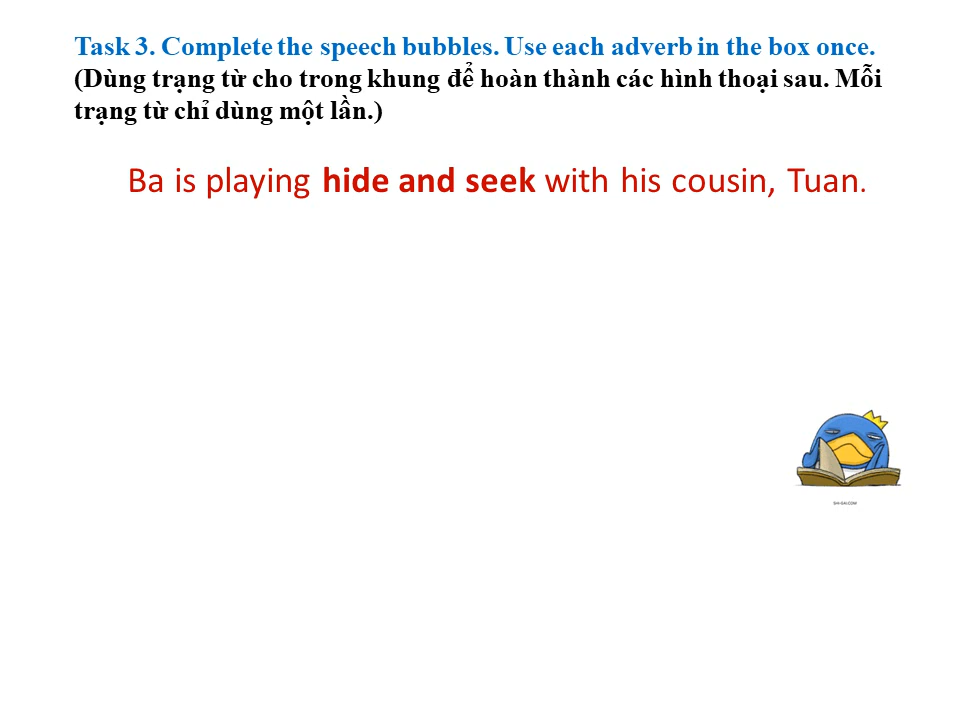 Task 3. Complete the speech bubbles. Use each adverb in the box once.
(Dùng trạng từ cho trong khung để hoàn thành các hình thoại sau. Mỗi
trạng từ chỉ dùng một lần.)
Ba is playing hide and seek with his cousin, Tuan.